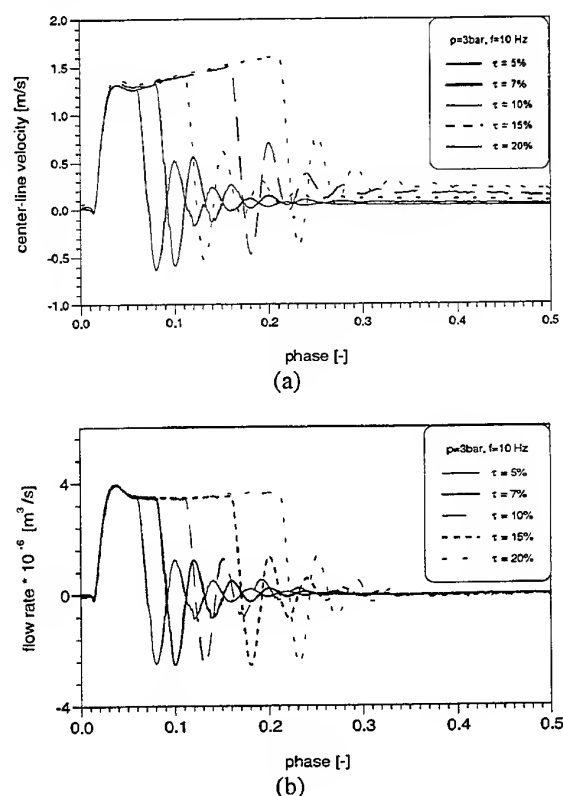 2.0
1.5
1.0
0.5
0.0
-0.5
-1.0
center-line velocity [m/s]
p=3bar, f=10 Hz
τ = 5%
τ = 7%
τ = 10%
τ = 15%
τ = 20%
0.0 0.1 0.2 0.3 0.4 0.5
phase [-]
(a)
4
0
-4
flow rate * 10⁻⁶ [m³/s]
p=3bar, f=10 Hz
τ = 5%
τ = 7%
τ = 10%
τ = 15%
τ = 20%
0.0 0.1 0.2 0.3 0.4 0.5
phase [-]
(b)